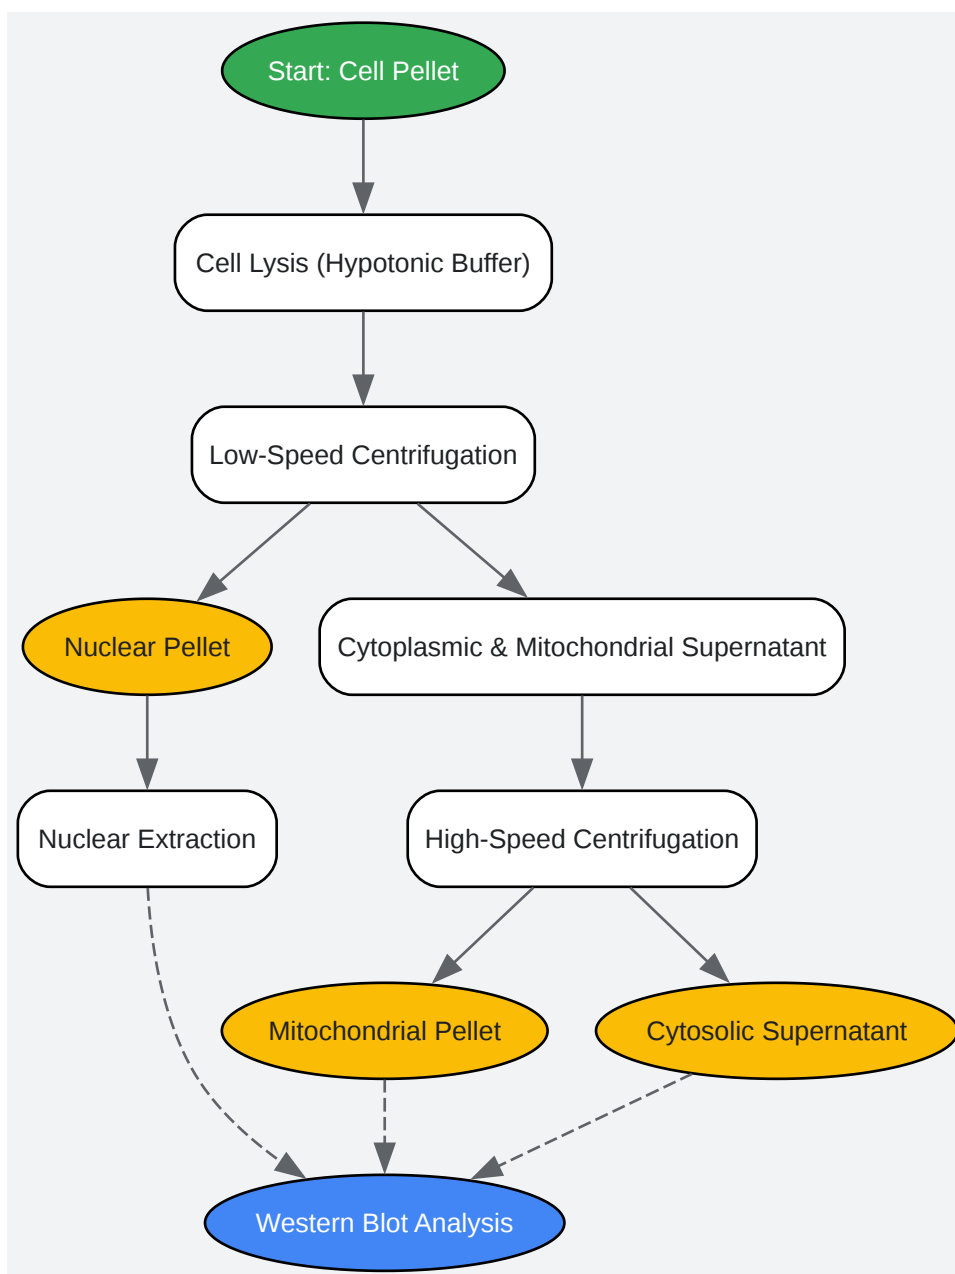 Start: Cell Pellet
Cell Lysis (Hypotonic Buffer)
Low-Speed Centrifugation
Nuclear Pellet
Cytoplasmic & Mitochondrial Supernatant
Nuclear Extraction
High-Speed Centrifugation
Mitochondrial Pellet
Cytosolic Supernatant
Western Blot Analysis